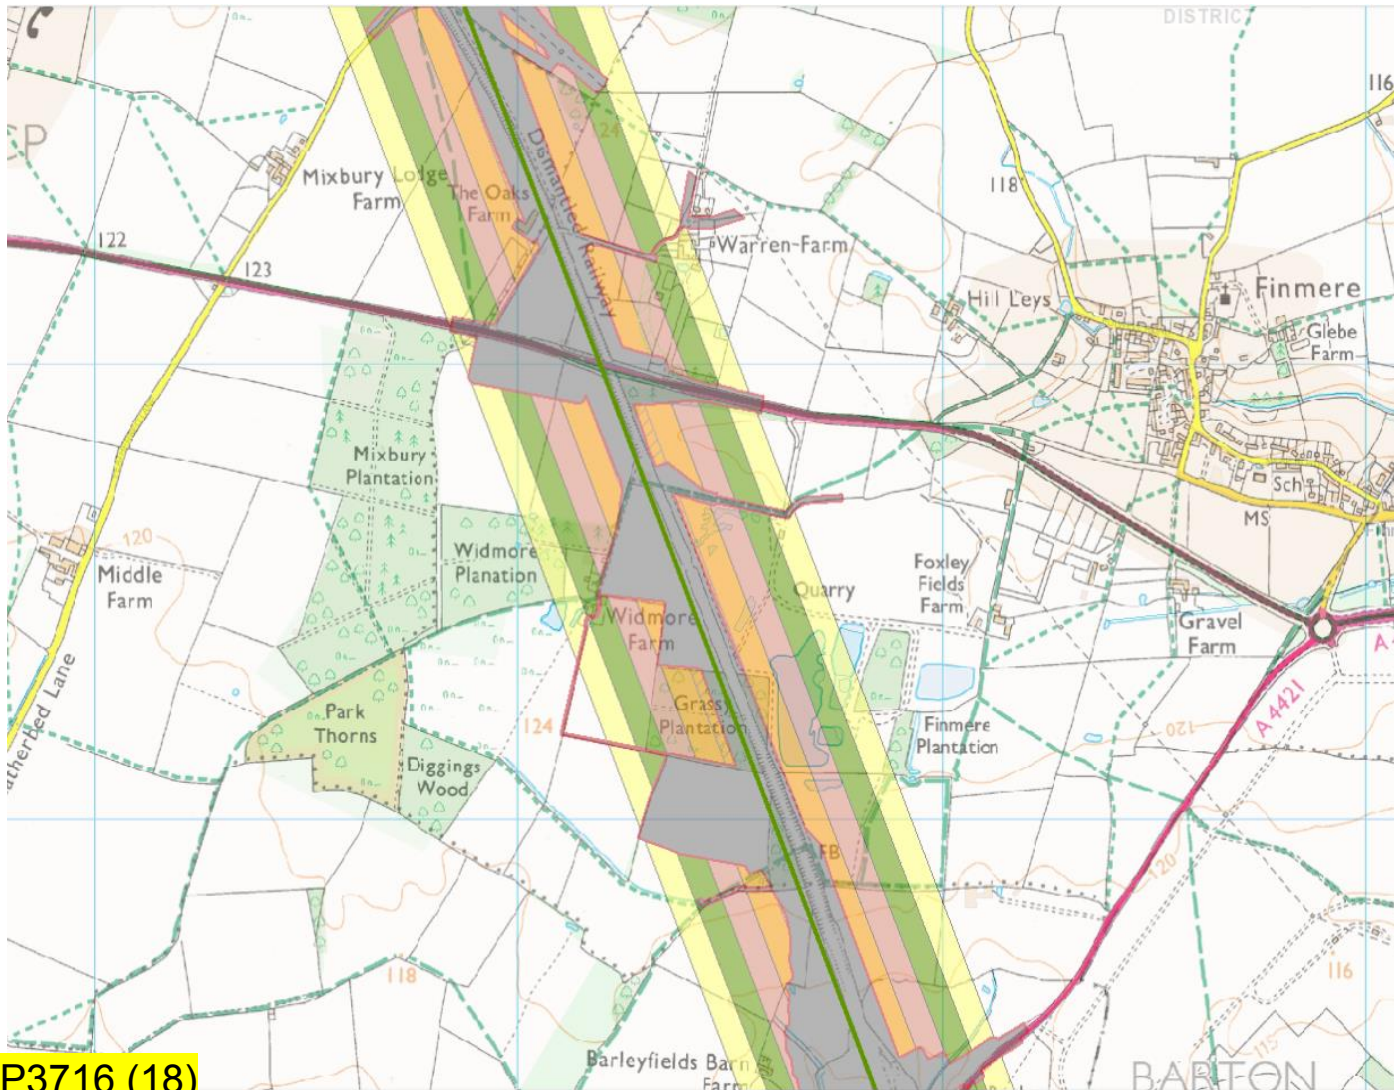 DISTRICT
116
CP
124
118
Mixbury Lodge
Farm
The Oaks
Farm
Dismantled Railway
Warren Farm
122
123
Hill Leys
Finmere
Glebe
Farm
Mixbury
Plantation
Sch
MS
120
Middle
Farm
Widmore
Planation
Quarry
Foxley
Fields
Farm
Gravel
Farm
Widmore
Farm
A 4421
120
Park
Thorns
124
Grass
Plantation
Finmere
Plantation
Diggings
Wood
FB
120
118
116
115
Barleyfields Barn
Farm
BARTON
P3716 (18)